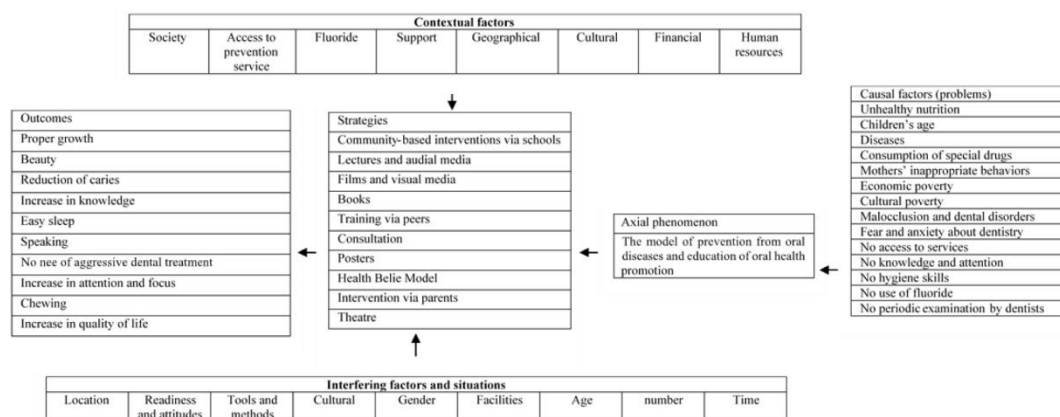 Contextual factors
Society Access to Fluoride Support Geographical Cultural Financial Human
prevention resources
service
Outcomes
Proper growth
Beauty
Reduction of caries
Increase in knowledge
Easy sleep
Speaking
No nee of aggressive dental treatment
Increase in attention and focus
Chewing
Increase in quality of life
Strategies
Community-based interventions via schools
Lectures and audial media
Films and visual media
Books
Training via peers
Consultation
Posters
Health Belie Model
Intervention via parents
Theatre
Axial phenomenon
The model of prevention from oral
diseases and education of oral health
promotion
Causal factors (problems)
Unhealthy nutrition
Children’s age
Diseases
Consumption of special drugs
Mothers’ inappropriate behaviors
Economic poverty
Cultural poverty
Malocclusion and dental disorders
Fear and anxiety about dentistry
No access to services
No knowledge and attention
No hygiene skills
No use of fluoride
No periodic examination by dentists
Interfering factors and situations
Location Readiness Tools and Cultural Gender Facilities Age number Time
and attitudes methods